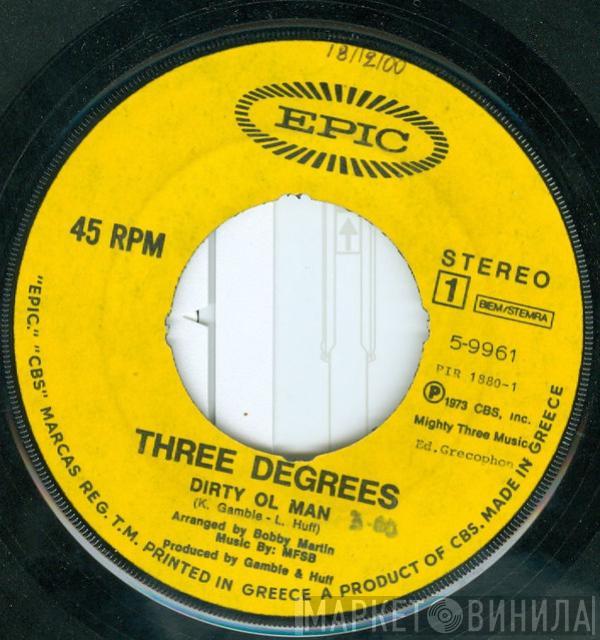 18/12/00
EPIC
45 RPM
STEREO
1
BIEM/STEMRA
5-9961
PIR 1880-1
Ⓟ1973 CBS, Inc.
Mighty Three Music
Ed. Grecophon
THREE DEGREES
DIRTY OL MAN
(K. Gamble - L. Huff)
Arranged by Bobby Martin
Music By: MFSB
Produced by Gamble & Huff
"EPIC," "CBS" MARCAS REG. T.M. PRINTED IN GREECE A PRODUCT OF CBS. MADE IN GREECE
МАРКЕТ ВИНИЛА